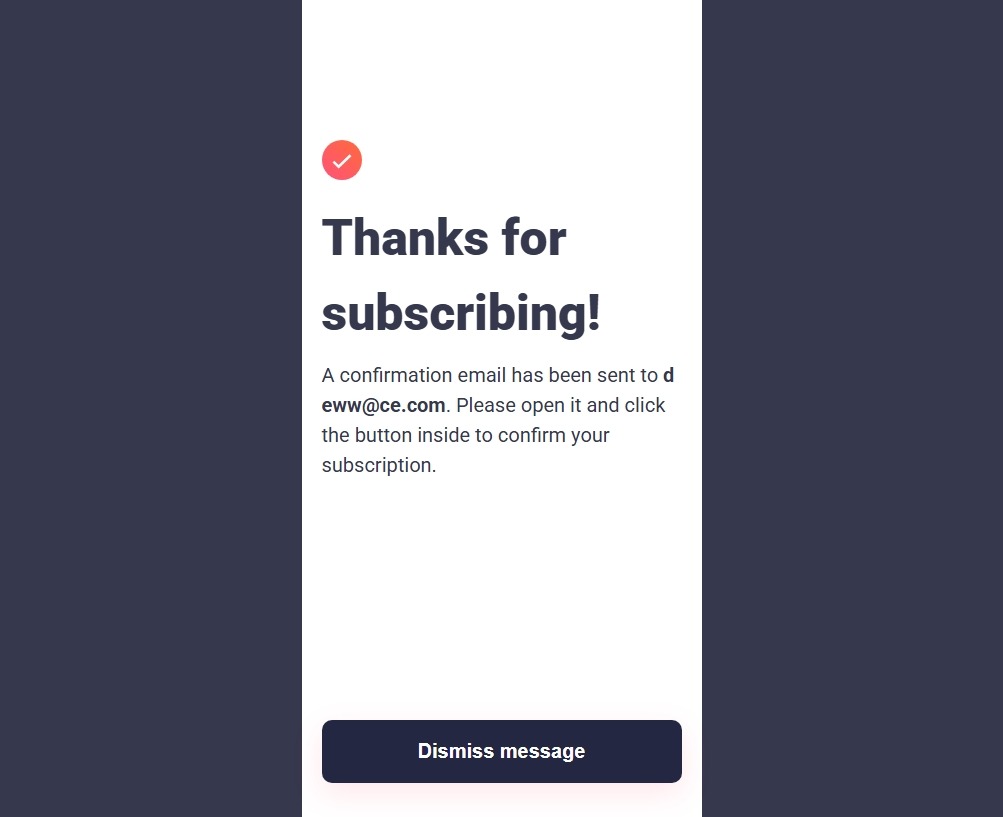 Thanks for
subscribing!
A confirmation email has been sent to d
eww@ce.com. Please open it and click
the button inside to confirm your
subscription.
Dismiss message